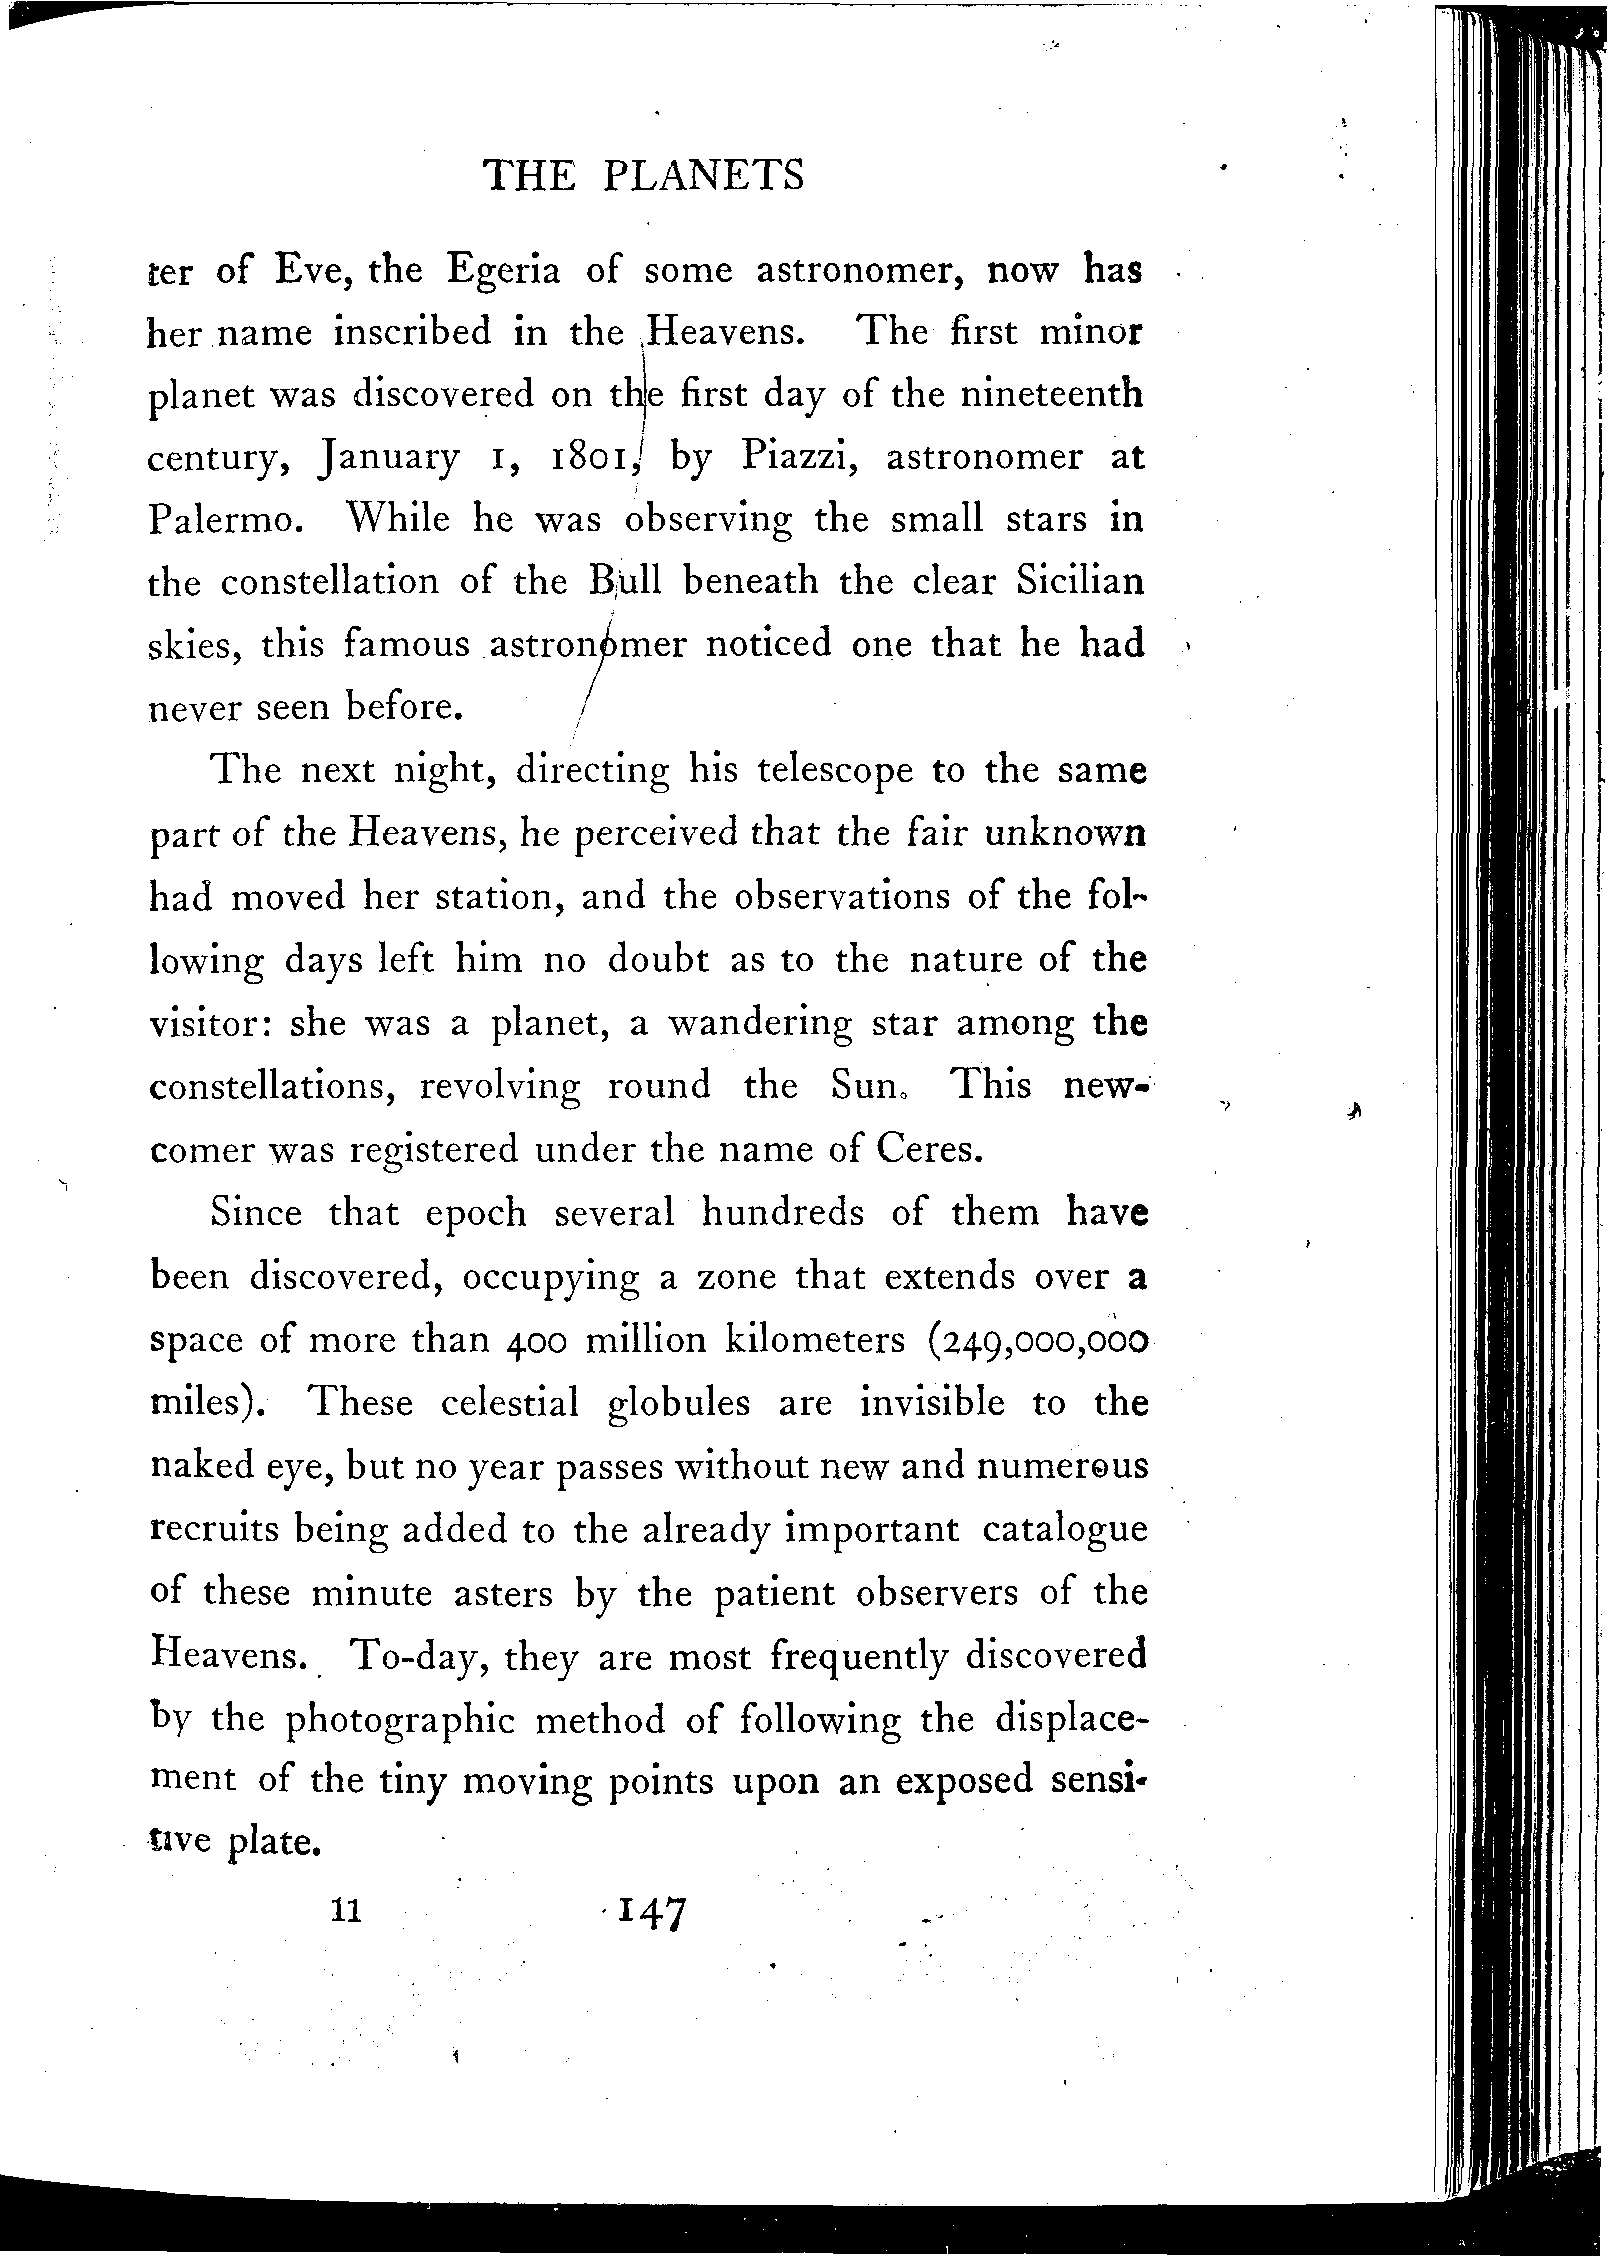 THE PLANETS
ter of Eve, the Egeria of some astronomer, now has
her name inscribed in the Heavens. The first minor
planet was discovered on the first day of the nineteenth
century, January 1, 1801, by Piazzi, astronomer at
Palermo. While he was observing the small stars in
the constellation of the Bull beneath the clear Sicilian
skies, this famous astronomer noticed one that he had
never seen before.
The next night, directing his telescope to the same
part of the Heavens, he perceived that the fair unknown
had moved her station, and the observations of the fol-
lowing days left him no doubt as to the nature of the
visitor: she was a planet, a wandering star among the
constellations, revolving round the Sun. This new-
comer was registered under the name of Ceres.
Since that epoch several hundreds of them have
been discovered, occupying a zone that extends over a
space of more than 400 million kilometers (249,000,000
miles). These celestial globules are invisible to the
naked eye, but no year passes without new and numerous
recruits being added to the already important catalogue
of these minute asters by the patient observers of the
Heavens. To-day, they are most frequently discovered
by the photographic method of following the displace-
ment of the tiny moving points upon an exposed sensi-
tive plate.
11 147